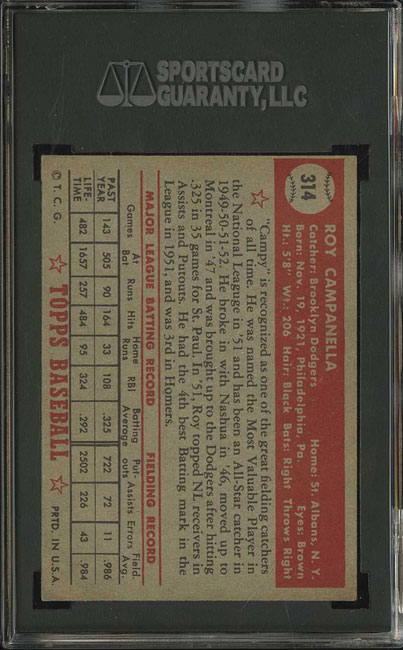 SPORTSCARD
GUARANTY, LLC
314
ROY CAMPANELLA
Catcher: Brooklyn Dodgers Home: St. Albans, N. Y.
Born: Nov. 19, 1921, Philadelphia, Pa. Eyes: Brown
Ht.: 5'8" Wt.: 206 Hair: Black Bats: Right Throws Right
"Campy" is recognized as one of the great fielding catchers
of all time. He was named the Most Valuable Player in
the National League in '51 and has been an All-Star catcher in
1949-50-51-52. He broke in with Nashua in '46, moved up to
Montreal in '47 and was brought up to the Dodgers after hitting
.325 in 35 games for St. Paul. In '51 Roy topped N.L. receivers in
Assists and Putouts. He had the 4th best Batting mark in the
League in 1951, and was 3rd in Homers.
MAJOR LEAGUE BATTING RECORD FIELDING RECORD
Games At Bat Runs Hits Home Runs RBI Batting Average Put-outs Assists Errors Field Avg.
PAST YEAR 143 505 90 164 33 108 .325 722 72 11 .986
LIFE-TIME 482 1657 257 484 95 324 .292 2502 226 43 .984
© T. C. G. TOPPS BASEBALL PRTD. IN U.S.A.